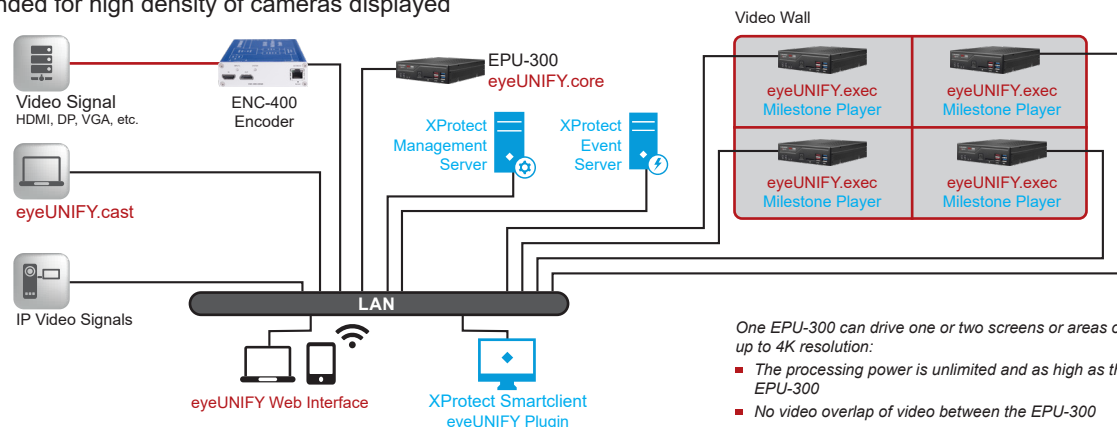 for high density of cameras displayed
Video Wall
Video Signal
HDMI, DP, VGA, etc.
ENC-400
Encoder
EPU-300
eyeUNIFY.core
XProtect
Management
Server
XProtect
Event
Server
eyeUNIFY.exec
Milestone Player
eyeUNIFY.exec
Milestone Player
eyeUNIFY.exec
Milestone Player
eyeUNIFY.exec
Milestone Player
eyeUNIFY.cast
IP Video Signals
LAN
eyeUNIFY Web Interface
XProtect Smartclient
eyeUNIFY Plugin
One EPU-300 can drive one or two screens or areas
up to 4K resolution:
The processing power is unlimited and as high as
EPU-300
No video overlap of video between the EPU-300